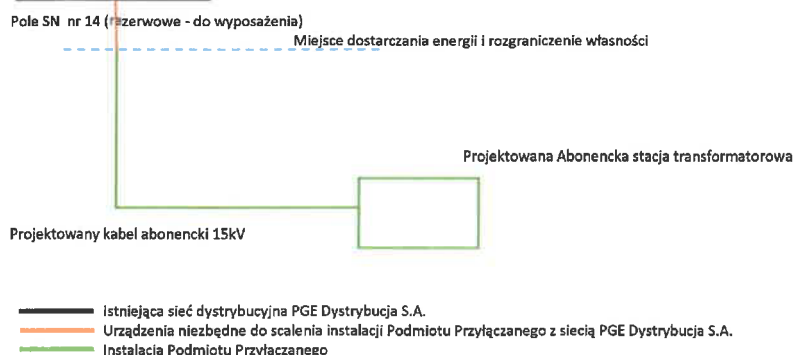 Pole SN nr 14 (rezerwowe - do wyposażenia)
Miejsce dostarczania energii i rozgraniczenie własności
Projektowana Abonencka stacja transformatorowa
Projektowany kabel abonencki 15kV
Istniejąca sieć dystrybucyjna PGE Dystrybucja S.A.
Urządzenia niezbędne do scalenia instalacji Podmiotu Przyłączanego z siecią PGE Dystrybucja S.A.
Instalacja Podmiotu Przyłączanego